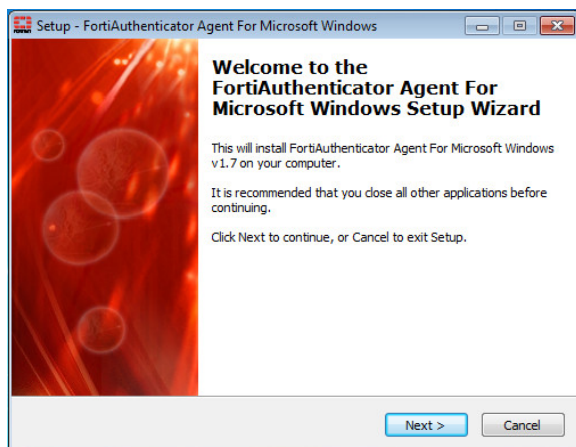 Setup - FortiAuthenticator Agent For Microsoft Windows
Welcome to the
FortiAuthenticator Agent For
Microsoft Windows Setup Wizard
This will install FortiAuthenticator Agent For Microsoft Windows
v1.7 on your computer.
It is recommended that you close all other applications before
continuing.
Click Next to continue, or Cancel to exit Setup.
Next >
Cancel